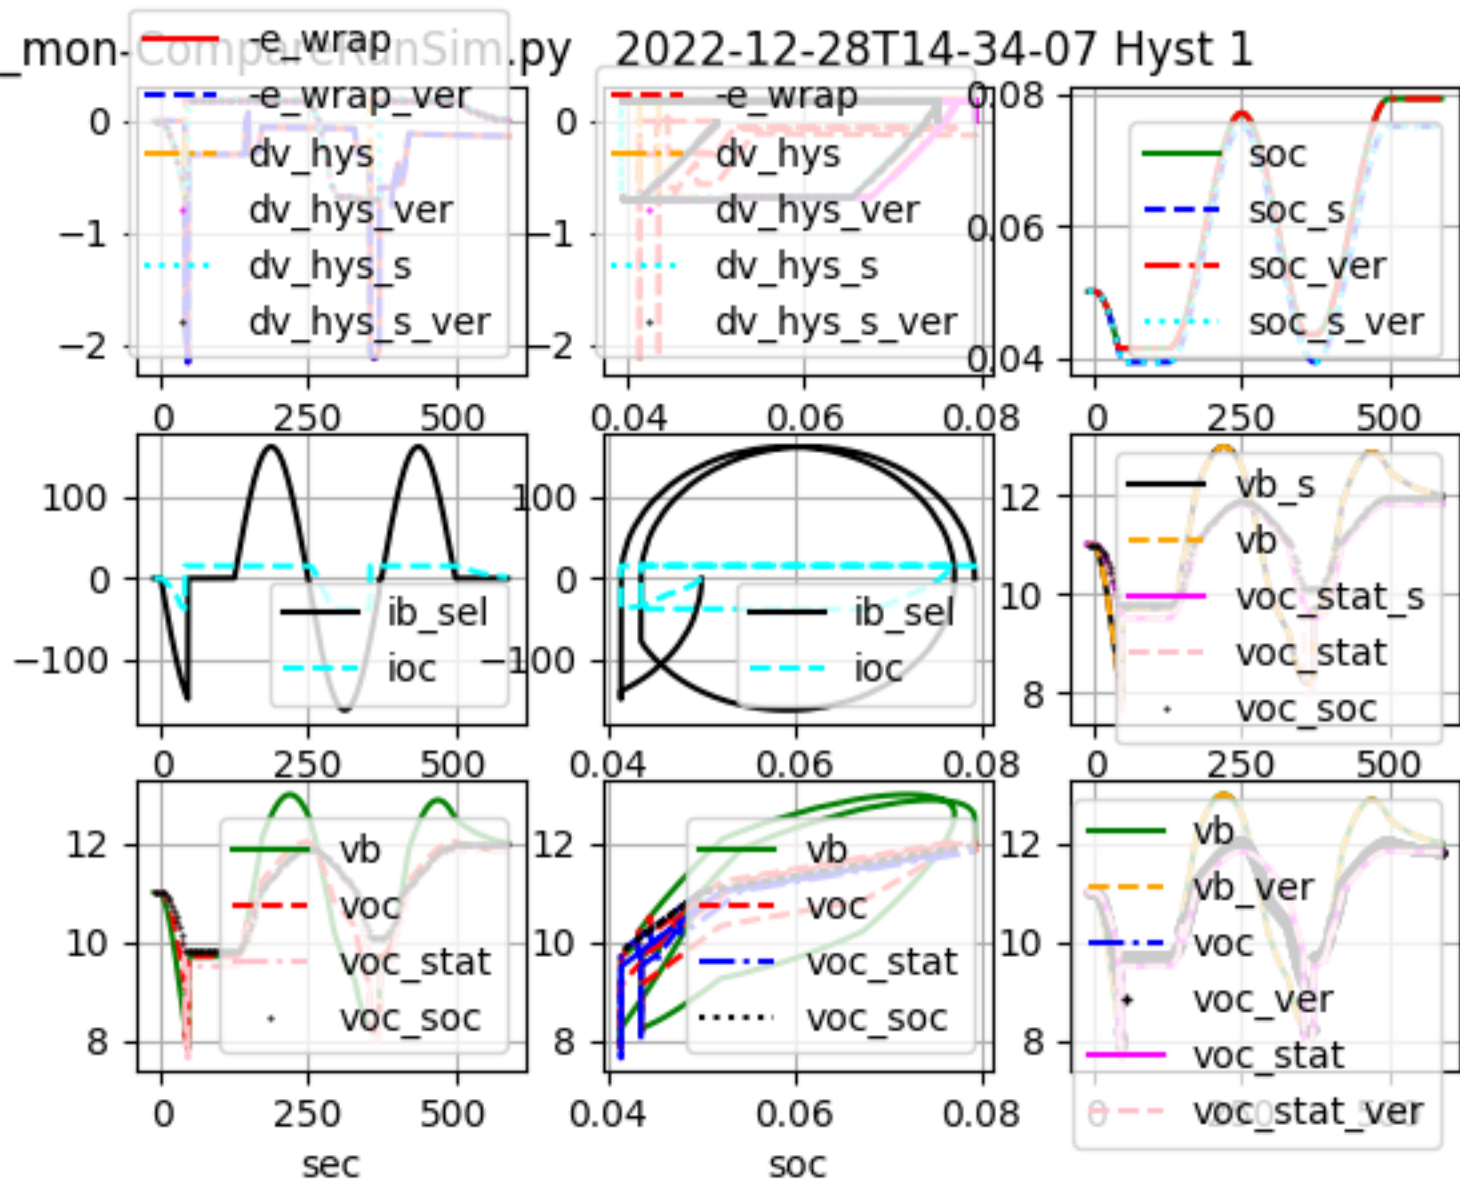 _mon-CompareRunSim.py   2022-12-28T14-34-07 Hyst 1
-e_wrap
-e_wrap_ver
dv_hys
dv_hys_ver
dv_hys_s
dv_hys_s_ver
0
−1
−2
0 250 500
-e_wrap
dv_hys
dv_hys_ver
dv_hys_s
dv_hys_s_ver
0
−1
−2
0.04 0.06 0.08
soc
soc_s
soc_ver
soc_s_ver
0.08
0.06
0.04
0 250 500
100
0
−100
ib_sel
ioc
0 250 500
100
0
−100
ib_sel
ioc
0.04 0.06 0.08
12
10
8
vb_s
vb
voc_stat_s
voc_stat
voc_soc
0 250 500
12
10
8
vb
voc
voc_stat
voc_soc
0 250 500
sec
12
10
8
vb
voc
voc_stat
voc_soc
0.04 0.06 0.08
soc
12
10
8
vb
vb_ver
voc
voc_ver
voc_stat
voc_stat_ver
0 250 500